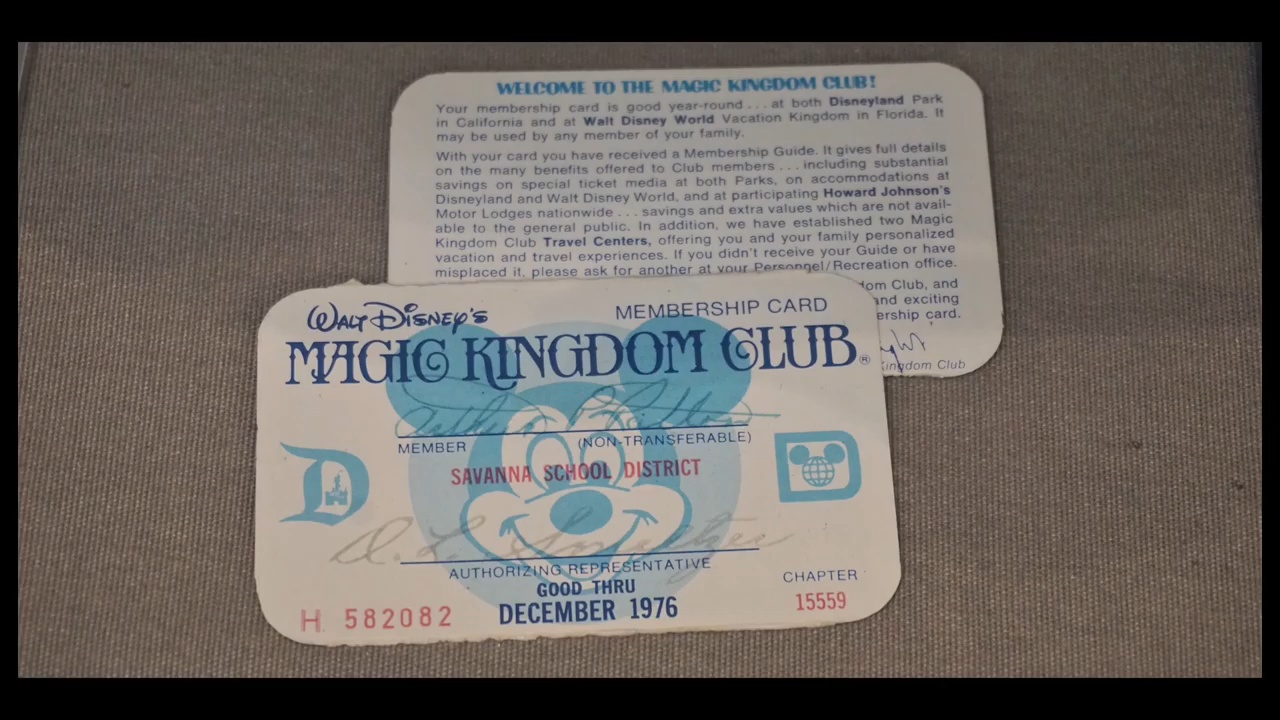 WELCOME TO THE MAGIC KINGDOM CLUB!
Your membership card is good year-round . . . at both Disneyland Park
in California and at Walt Disney World Vacation Kingdom in Florida. It
may be used by any member of your family.
With your card you have received a Membership Guide. It gives full details
on the many benefits offered to Club members . . . including substantial
savings on special ticket media at both Parks, on accommodations at
Disneyland and Walt Disney World, and at participating Howard Johnson's
Motor Lodges nationwide . . . savings and extra values which are not avail-
able to the general public. In addition, we have established two Magic
Kingdom Club Travel Centers, offering you and your family personalized
vacation and travel experiences. If you didn't receive your Guide or have
misplaced it, please ask for another at your Personnel/Recreation office.
dom Club, and
and exciting
ership card.
ingdom Club
WALT DISNEY'S
MEMBERSHIP CARD
MAGIC KINGDOM CLUB®
MEMBER (NON-TRANSFERABLE)
SAVANNA SCHOOL DISTRICT
D
D. L.
AUTHORIZING REPRESENTATIVE
GOOD THRU
DECEMBER 1976
CHAPTER
15559
H 582082